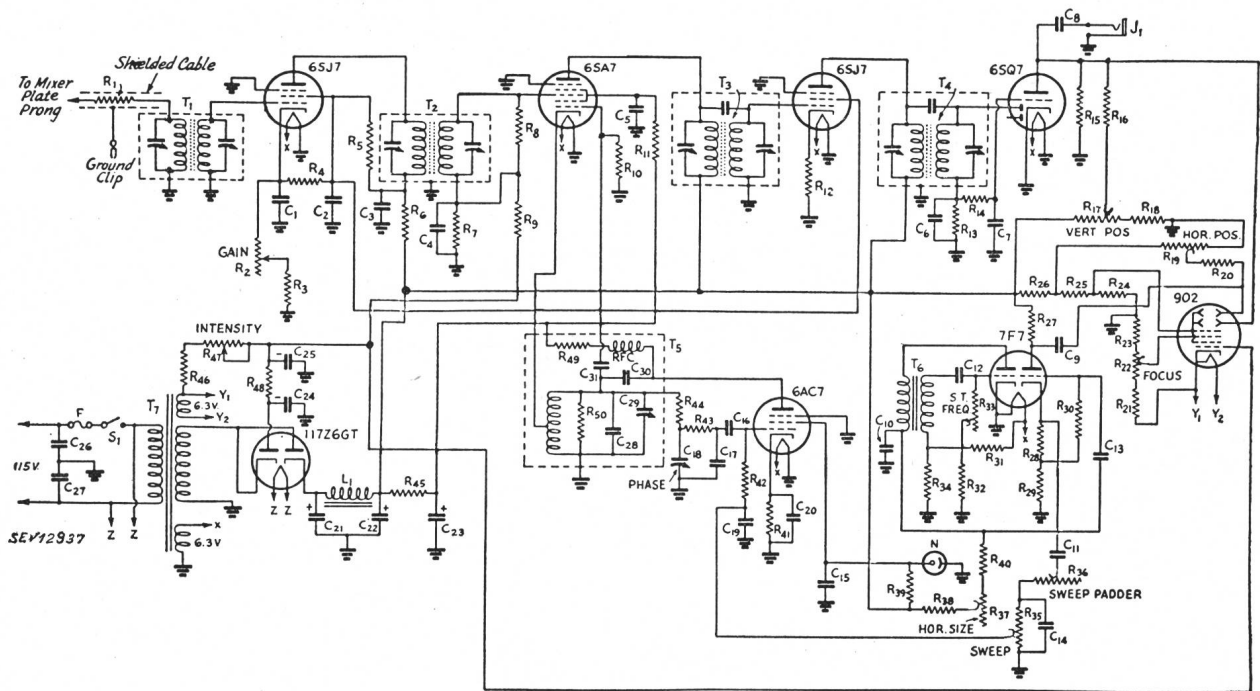 6SJ7
6SA7
6SJ7
6SQ7
C8
J1
Shielded Cable
To Mixer
Plate
Prong
R1
T1
T2
T3
T4
Ground
Clip
X
R4
R5
C1
C2
C3
R6
C4
R7
R8
R9
X
C5
R10
R11
X
R12
C6
R13
R14
C7
X
R15
R16
R17
VERT POS
R18
HOR. POS.
R19
R20
GAIN
R2
R3
INTENSITY
R47
R46
Y1
6.3V.
Y2
R48
C25
C24
117Z6GT
T7
F
S1
C26
115V.
C27
Z
Z
SEV12937
X
6.3V.
Z
Z
L1
R45
C21
C22
C23
R49
RFC
T5
C31
C30
R50
C29
C28
R44
R43
C16
6AC7
C18
C17
PHASE
R42
X
C19
R41
C20
C15
N
R39
R38
R40
R37
HOR. SIZE
R26
R25
R24
R27
7F7
C9
T6
C12
S.T.
FREQ
R33
R30
C10
X
R31
R28
C13
R34
R32
R29
C11
R36
SWEEP PADDER
R35
C14
SWEEP
902
R23
R22
FOCUS
R21
Y1
Y2